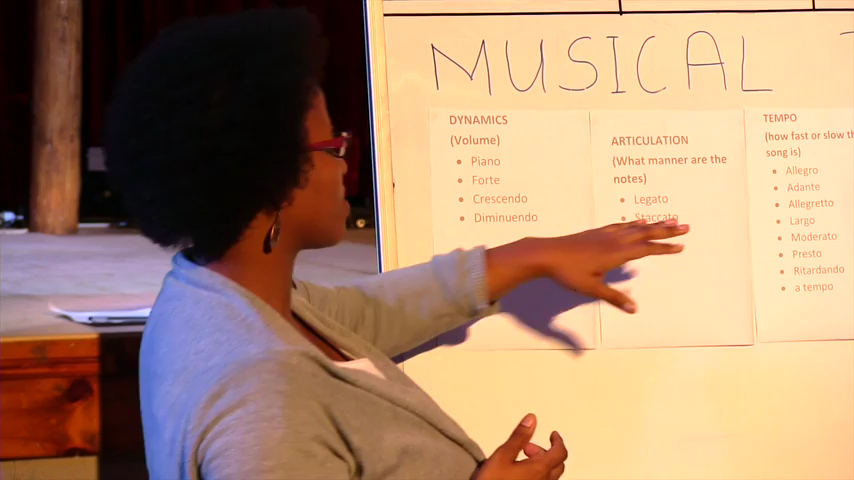 MUSICAL
DYNAMICS
(Volume)
• Piano
• Forte
• Crescendo
• Diminuendo
ARTICULATION
(What manner are the
notes)
• Legato
• Staccato
TEMPO
(how fast or slow th
song is)
• Allegro
• Adante
• Allegretto
• Largo
• Moderato
• Presto
• Ritardando
• a tempo